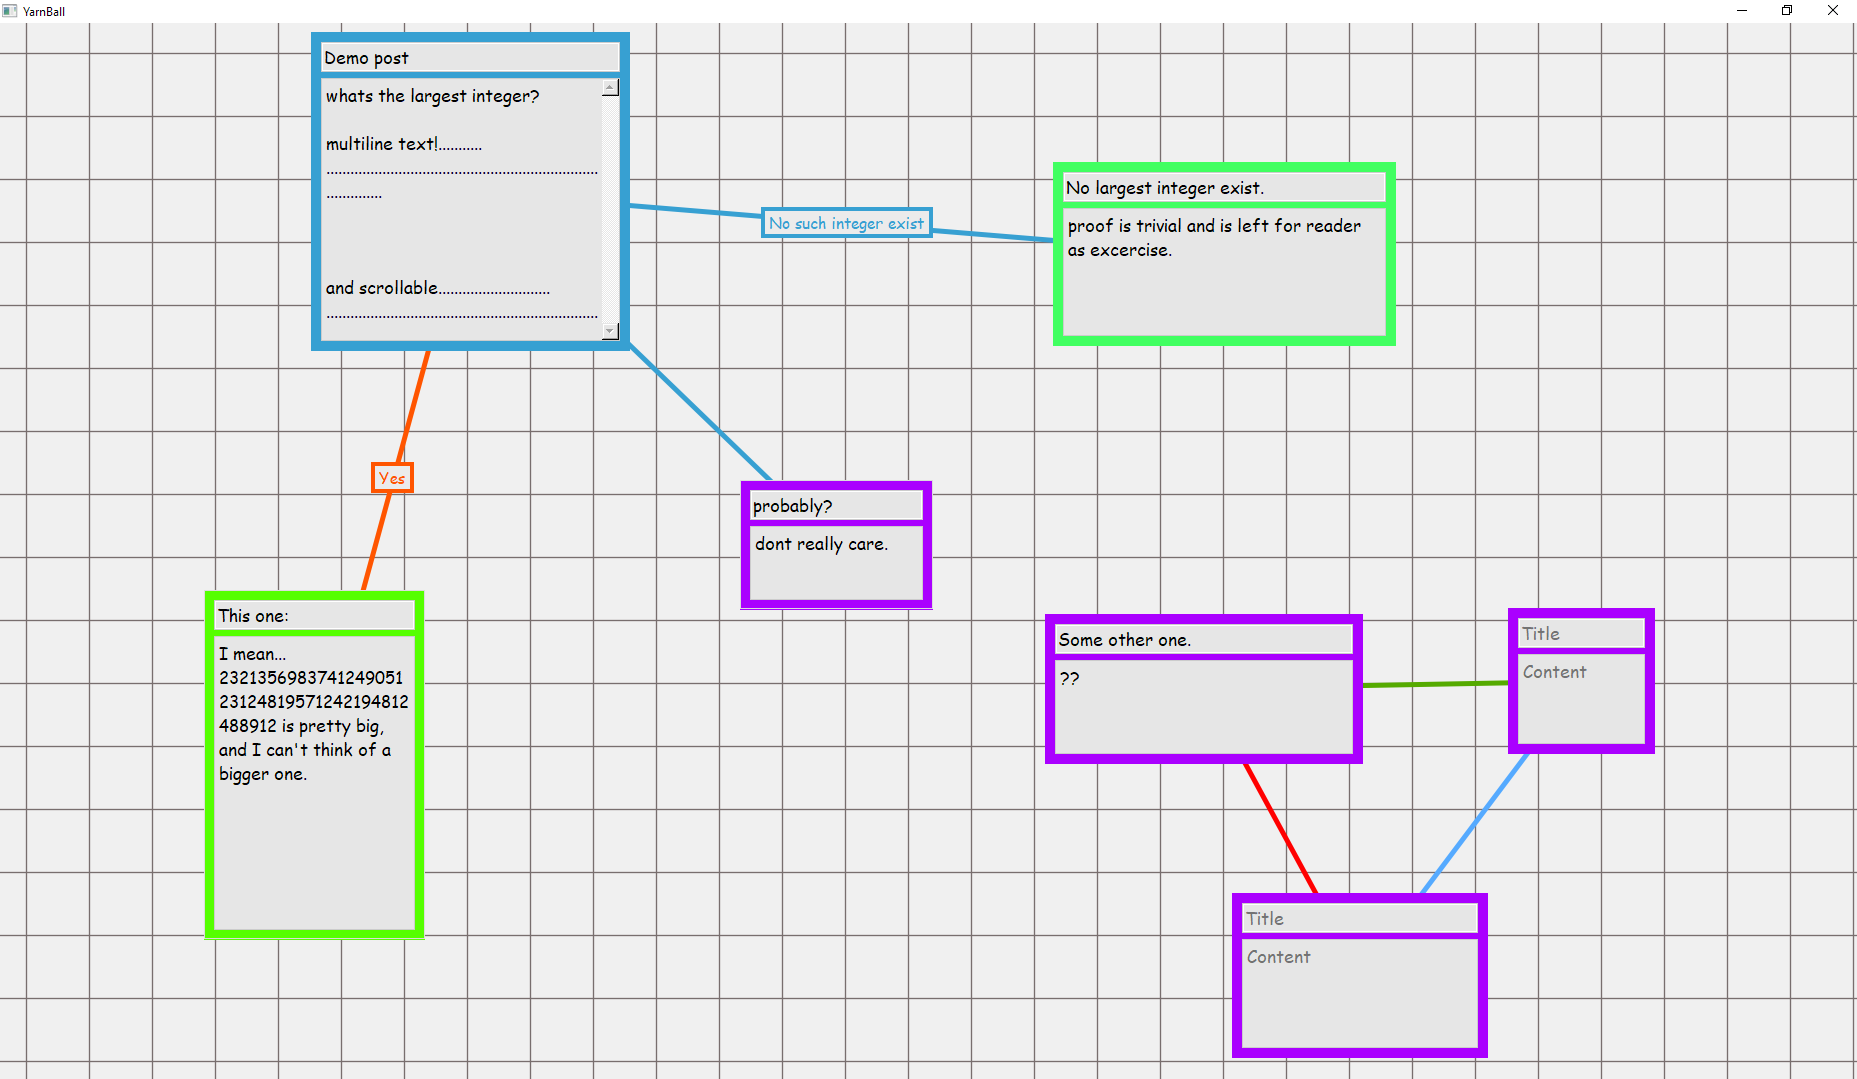 YarnBall
Demo post
whats the largest integer?
multiline text!...........
....................................................................
..............
and scrollable............................
....................................................................
No such integer exist
No largest integer exist.
proof is trivial and is left for reader
as excercise.
Yes
probably?
dont really care.
This one:
I mean...
2321356983741249051
23124819571242194812
488912 is pretty big,
and I can't think of a
bigger one.
Some other one.
??
Title
Content
Title
Content